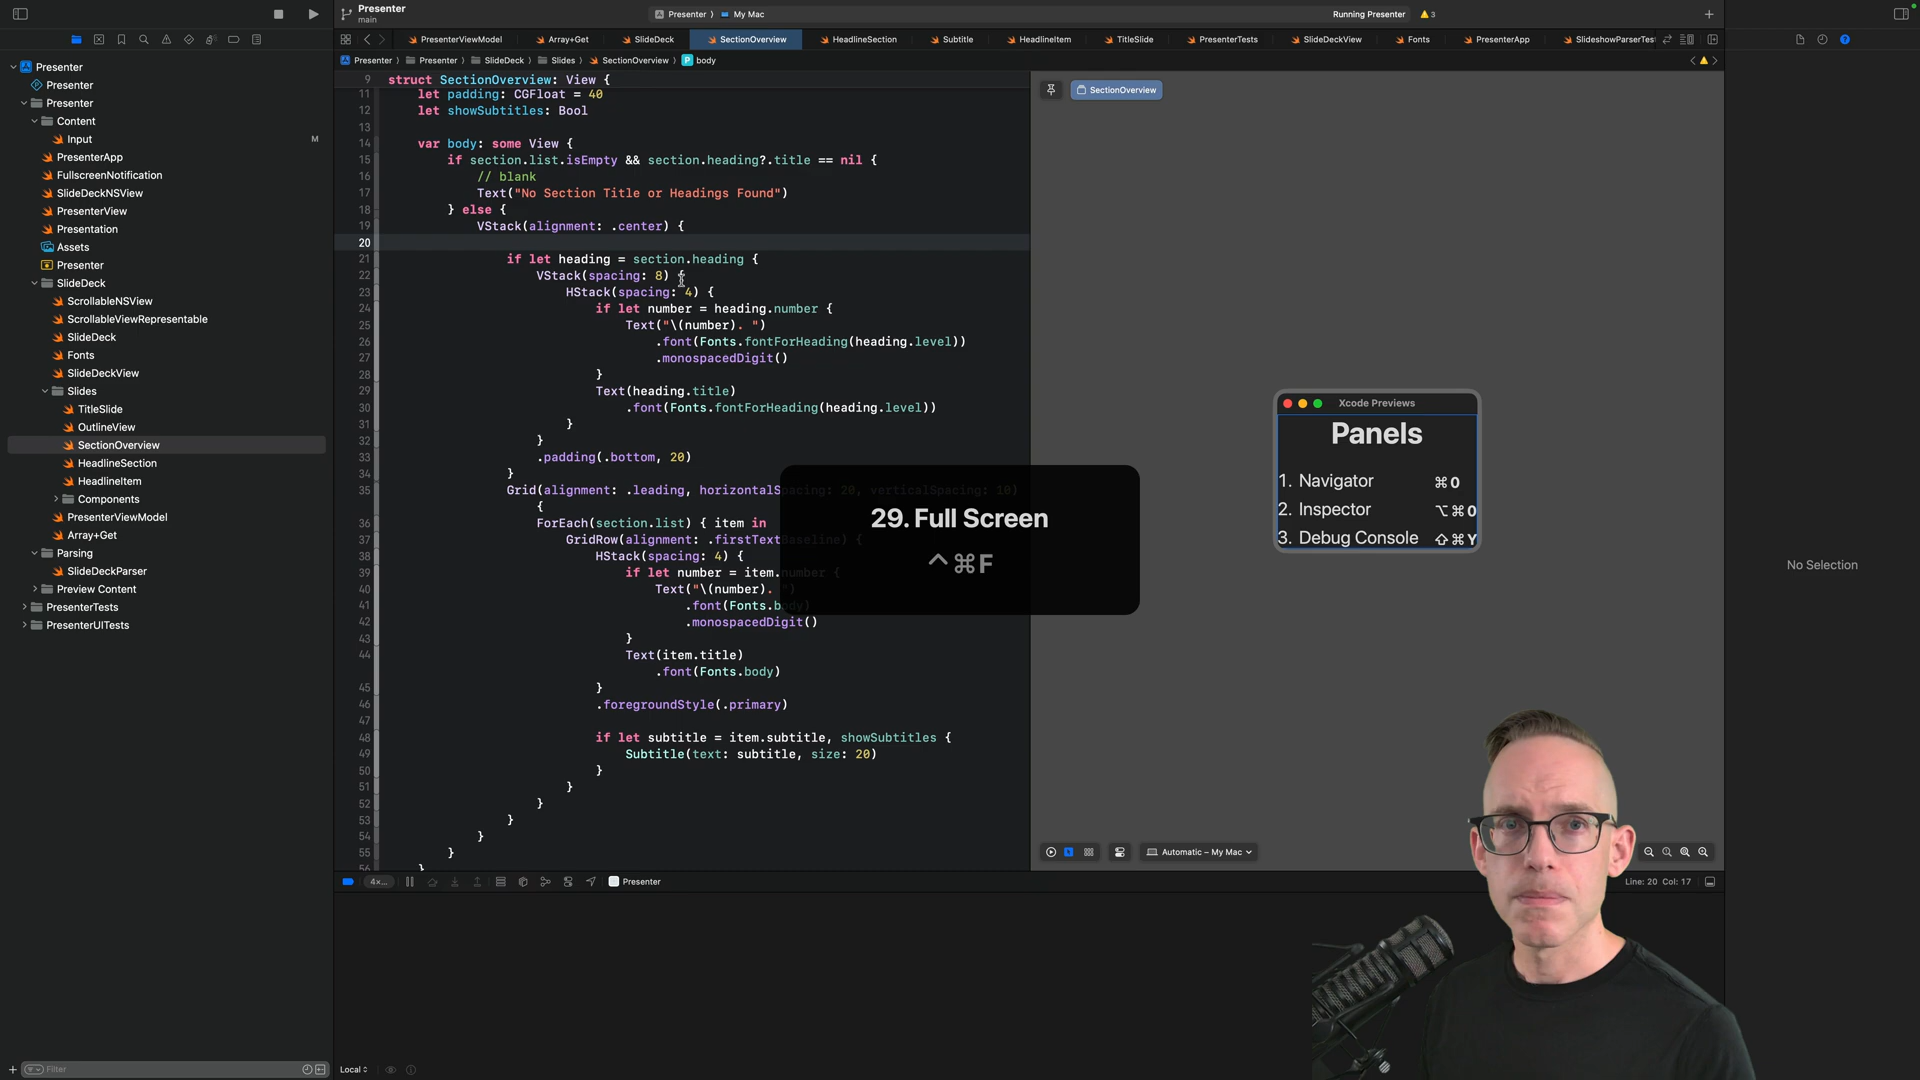 Presenter
main
Presenter
My Mac
Running Presenter
3
PresenterViewModel
Array+Get
SlideDeck
SectionOverview
HeadlineSection
Subtitle
HeadlineItem
TitleSlide
PresenterTests
SlideDeckView
Fonts
PresenterApp
SlideshowParserTest
Presenter
Presenter
SlideDeck
Slides
SectionOverview
body
Presenter
Presenter
Presenter
Content
Input M
PresenterApp
FullscreenNotification
SlideDeckNSView
PresenterView
Presentation
Assets
Presenter
SlideDeck
ScrollableNSView
ScrollableViewRepresentable
SlideDeck
Fonts
SlideDeckView
Slides
TitleSlide
OutlineView
SectionOverview
HeadlineSection
HeadlineItem
Components
PresenterViewModel
Array+Get
Parsing
SlideDeckParser
Preview Content
PresenterTests
PresenterUITests
Filter
9 struct SectionOverview: View {
11 let padding: CGFloat = 40
12 let showSubtitles: Bool
13
14 var body: some View {
15 if section.list.isEmpty && section.heading?.title == nil {
16 // blank
17 Text("No Section Title or Headings Found")
18 } else {
19 VStack(alignment: .center) {
20
21 if let heading = section.heading {
22 VStack(spacing: 8) {
23 HStack(spacing: 4) {
24 if let number = heading.number {
25 Text("\(number). ")
26 .font(Fonts.fontForHeading(heading.level))
27 .monospacedDigit()
28 }
29 Text(heading.title)
30 .font(Fonts.fontForHeading(heading.level))
31 }
32 }
33 .padding(.bottom, 20)
34 }
35 Grid(alignment: .leading, horizontalSpacing: 20, verticalSpacing: 10)
{
36 ForEach(section.list) { item in
37 GridRow(alignment: .firstTextBaseline) {
38 HStack(spacing: 4) {
39 if let number = item.number {
40 Text("\(number). ")
41 .font(Fonts.body)
42 .monospacedDigit()
43 }
44 Text(item.title)
.font(Fonts.body)
45 }
46 .foregroundStyle(.primary)
47
48 if let subtitle = item.subtitle, showSubtitles {
49 Subtitle(text: subtitle, size: 20)
50 }
51 }
52 }
53 }
54 }
55 }
56 }
29. Full Screen
⌃⌘F
SectionOverview
Xcode Previews
Panels
1. Navigator ⌘0
2. Inspector ⌥⌘0
3. Debug Console ⇧⌘Y
No Selection
Automatic – My Mac
4×...
Presenter
Line: 20 Col: 17
Local